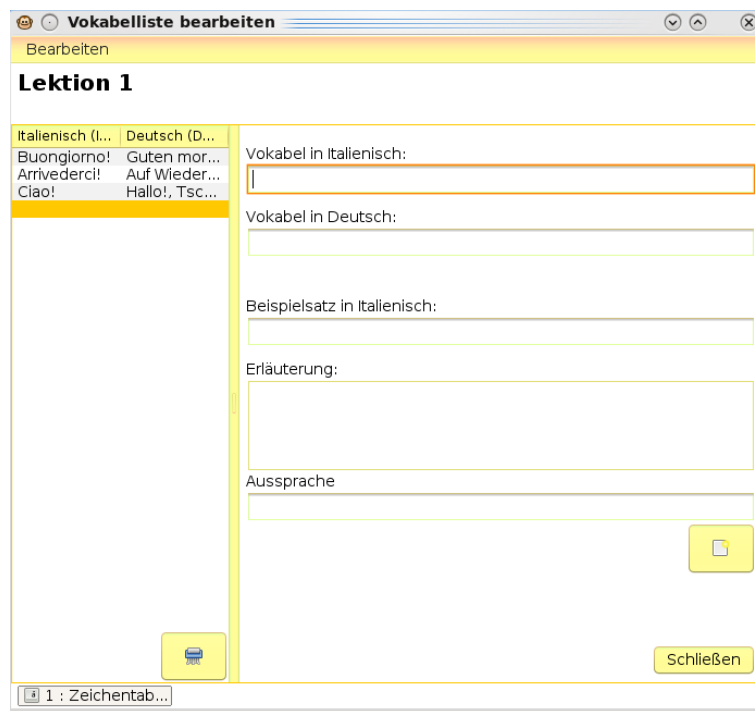 Vokabelliste bearbeiten
Bearbeiten
Lektion 1
Italienisch (I... Deutsch (D...
Buongiorno! Guten mor...
Arrivederci! Auf Wieder...
Ciao! Hallo!, Tsc...
Vokabel in Italienisch:
Vokabel in Deutsch:
Beispielsatz in Italienisch:
Erläuterung:
Aussprache
Schließen
1 : Zeichentab...